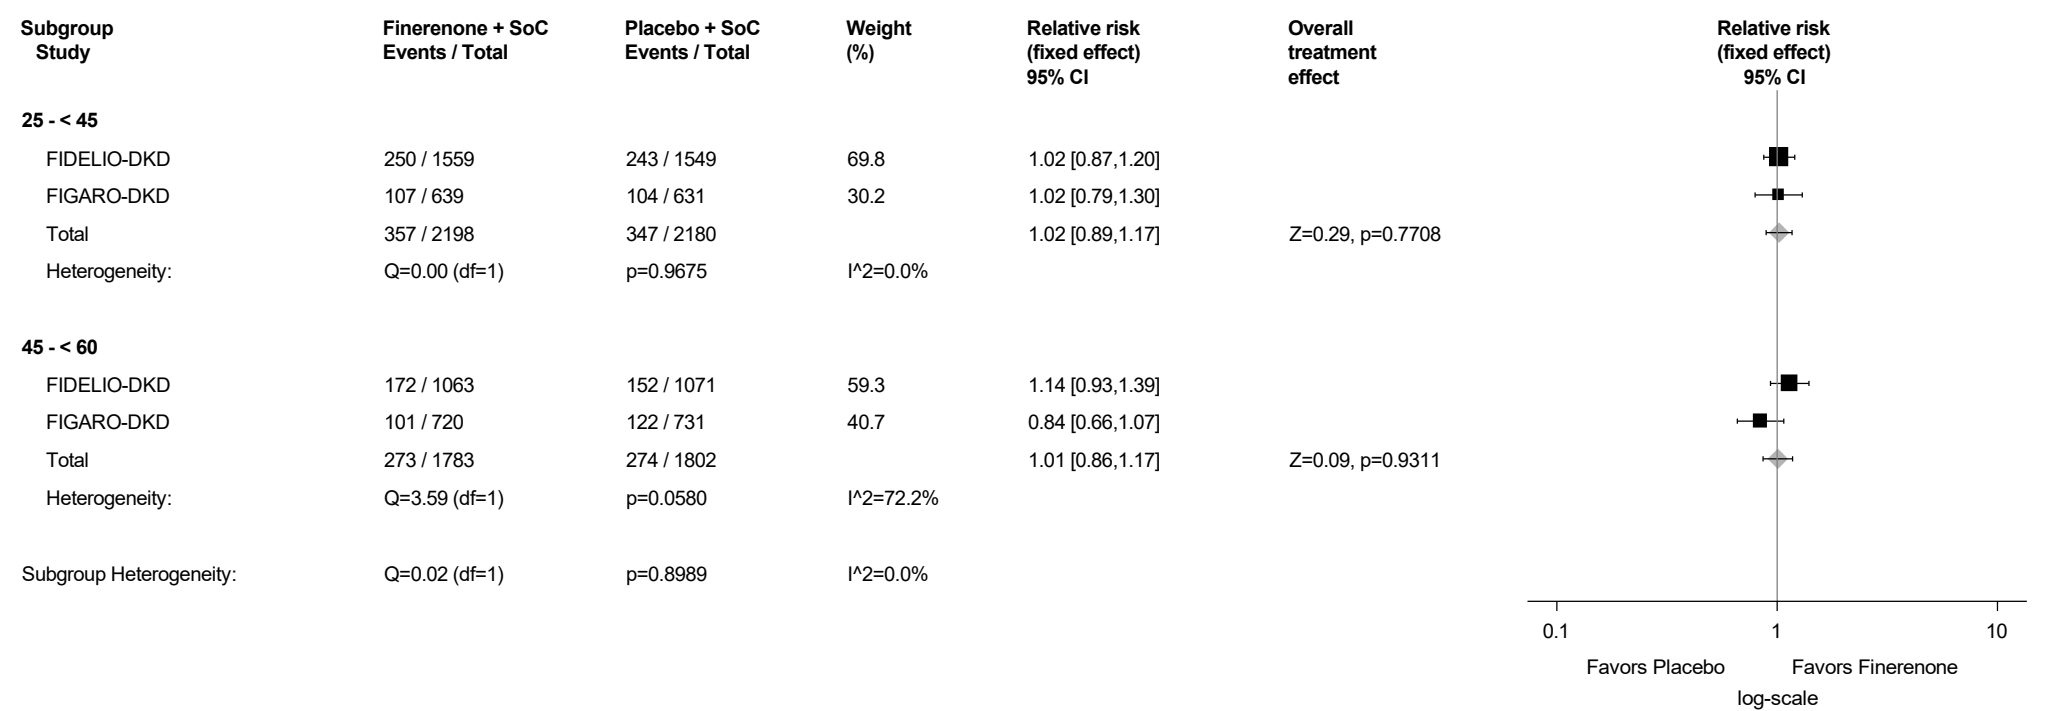 Subgroup Finerenone + SoC Placebo + SoC Weight Relative risk Overall Relative risk
Study Events / Total Events / Total (%) (fixed effect) treatment (fixed effect)
95% CI effect 95% CI
25 - < 45
FIDELIO-DKD 250 / 1559 243 / 1549 69.8 1.02 [0.87,1.20]
FIGARO-DKD 107 / 639 104 / 631 30.2 1.02 [0.79,1.30]
Total 357 / 2198 347 / 2180 1.02 [0.89,1.17] Z=0.29, p=0.7708
Heterogeneity: Q=0.00 (df=1) p=0.9675 I^2=0.0%
45 - < 60
FIDELIO-DKD 172 / 1063 152 / 1071 59.3 1.14 [0.93,1.39]
FIGARO-DKD 101 / 720 122 / 731 40.7 0.84 [0.66,1.07]
Total 273 / 1783 274 / 1802 1.01 [0.86,1.17] Z=0.09, p=0.9311
Heterogeneity: Q=3.59 (df=1) p=0.0580 I^2=72.2%
Subgroup Heterogeneity: Q=0.02 (df=1) p=0.8989 I^2=0.0%
0.1 1 10
Favors Placebo Favors Finerenone
log-scale